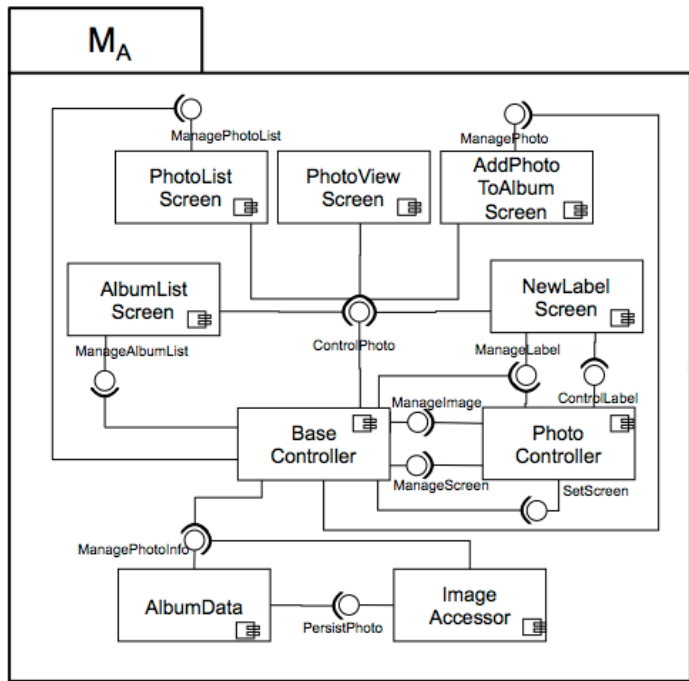 M_A
ManagePhotoList
ManagePhoto
PhotoList
Screen
PhotoView
Screen
AddPhoto
ToAlbum
Screen
AlbumList
Screen
NewLabel
Screen
ControlPhoto
ManageAlbumList
ManageLabel
ControlLabel
ManageImage
Base
Controller
Photo
Controller
ManageScreen
SetScreen
ManagePhotoInfo
AlbumData
PersistPhoto
Image
Accessor